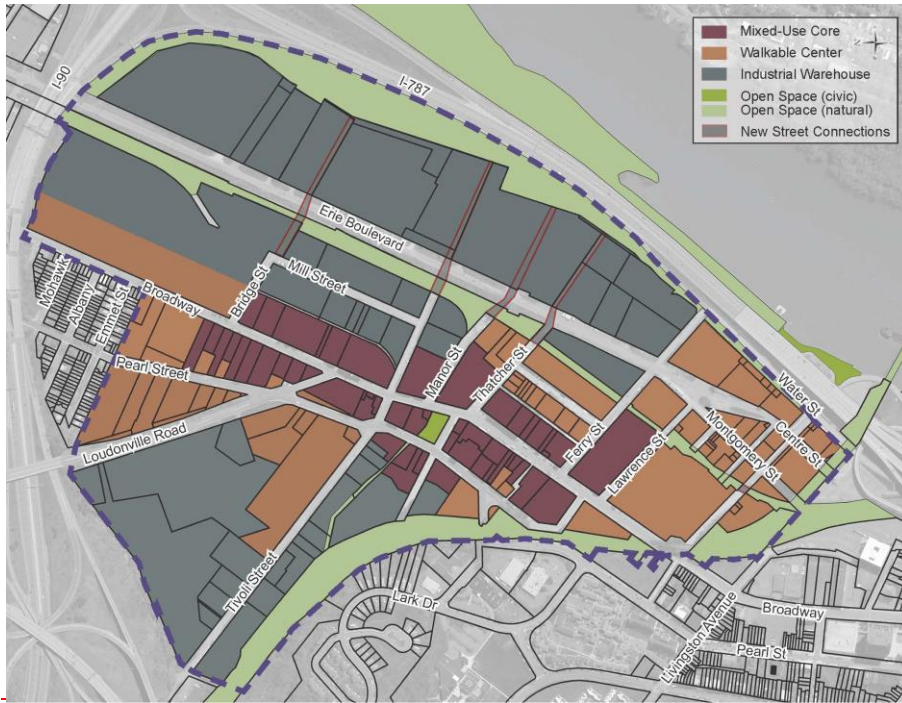 Mixed-Use Core
Walkable Center
Industrial Warehouse
Open Space (civic)
Open Space (natural)
New Street Connections
I-90
I-787
Erie Boulevard
Mohawk
Albany
Emmet St
Broadway
Bridge St
Mill Street
Pearl Street
Manor St
Thatcher St
Loudonville Road
Ferry St
Lawrence St
Montgomery St
Water St
Centre St
Tivoli Street
Lark Dr
Livingston Avenue
Broadway
Pearl St